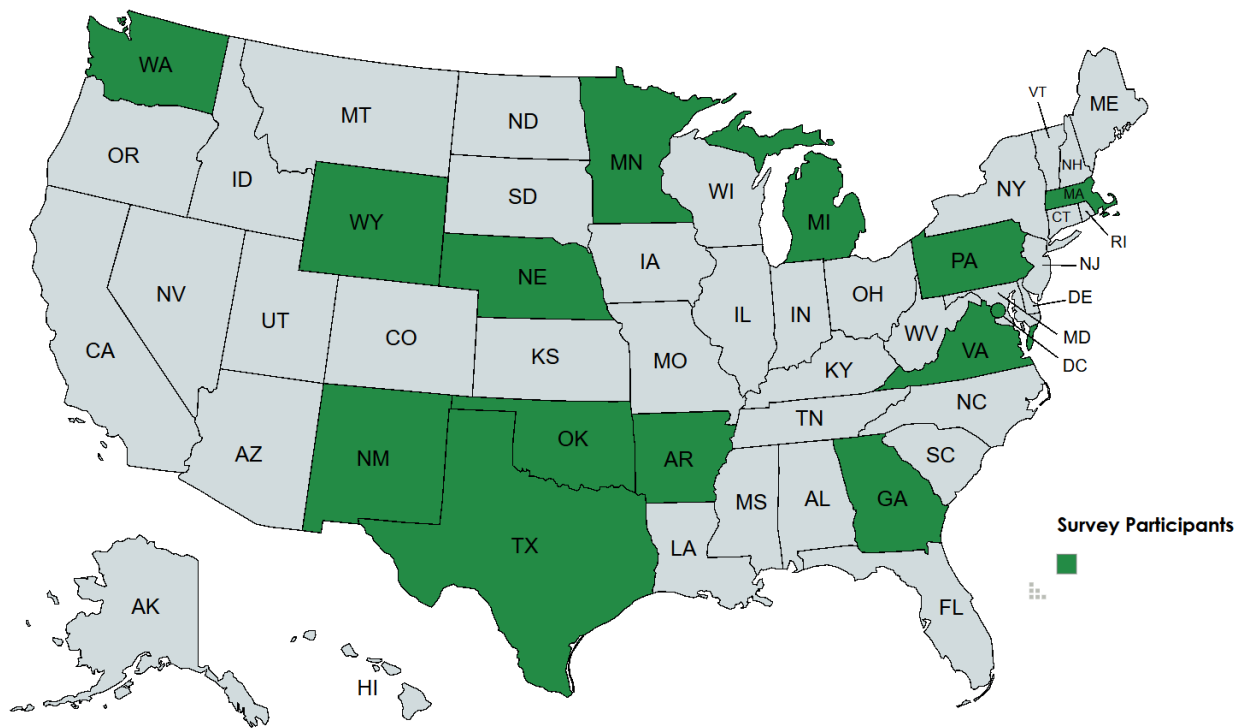 WA
MT
ND
MN
VT
ME
OR
ID
SD
WI
NY
NH
WY
MI
MA
CT
RI
IA
NE
PA
NJ
NV
UT
CO
IL
IN
OH
DE
CA
KS
MO
WV
VA
MD
KY
DC
AZ
NM
OK
AR
TN
NC
SC
MS
AL
GA
TX
LA
Survey Participants
AK
FL
HI